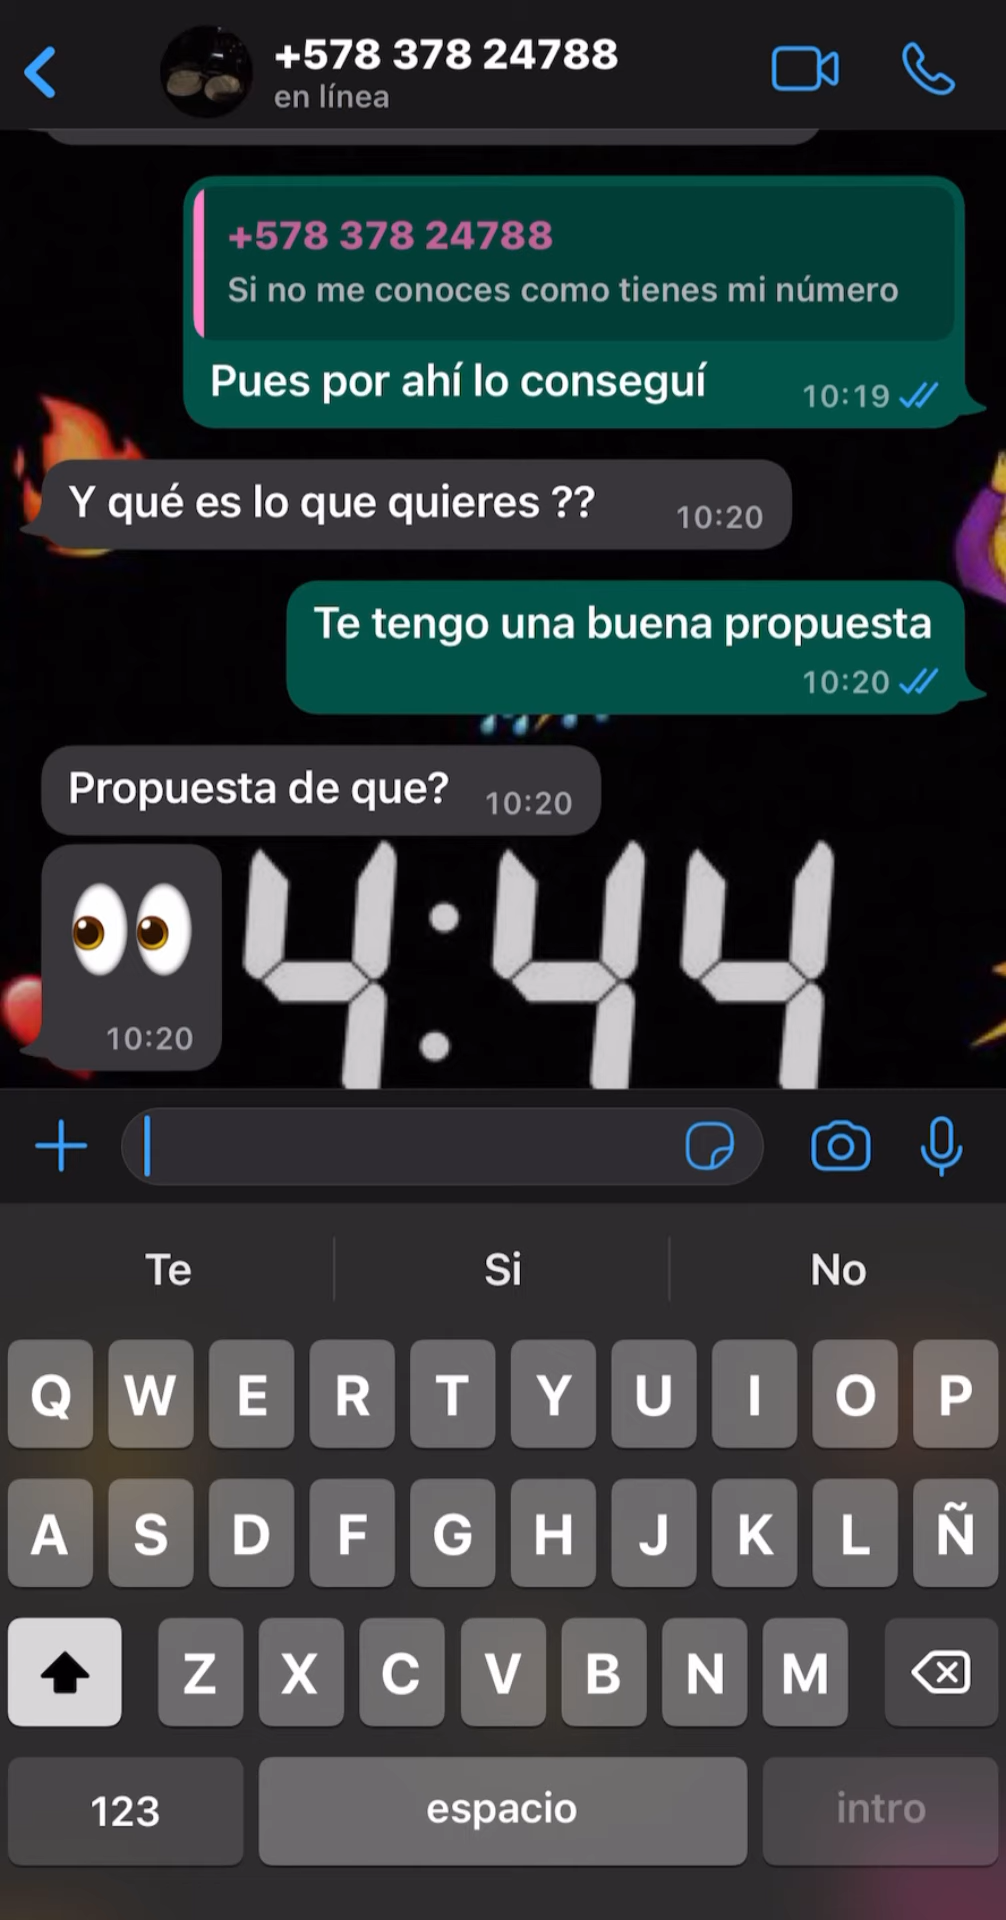 +578 378 24788
en línea
+578 378 24788
Si no me conoces como tienes mi número
Pues por ahí lo conseguí
10:19
Y qué es lo que quieres ??
10:20
Te tengo una buena propuesta
10:20
Propuesta de que?
10:20
👀
10:20
4:44
Te Si No
Q W E R T Y U I O P
A S D F G H J K L Ñ
Z X C V B N M
123 espacio intro